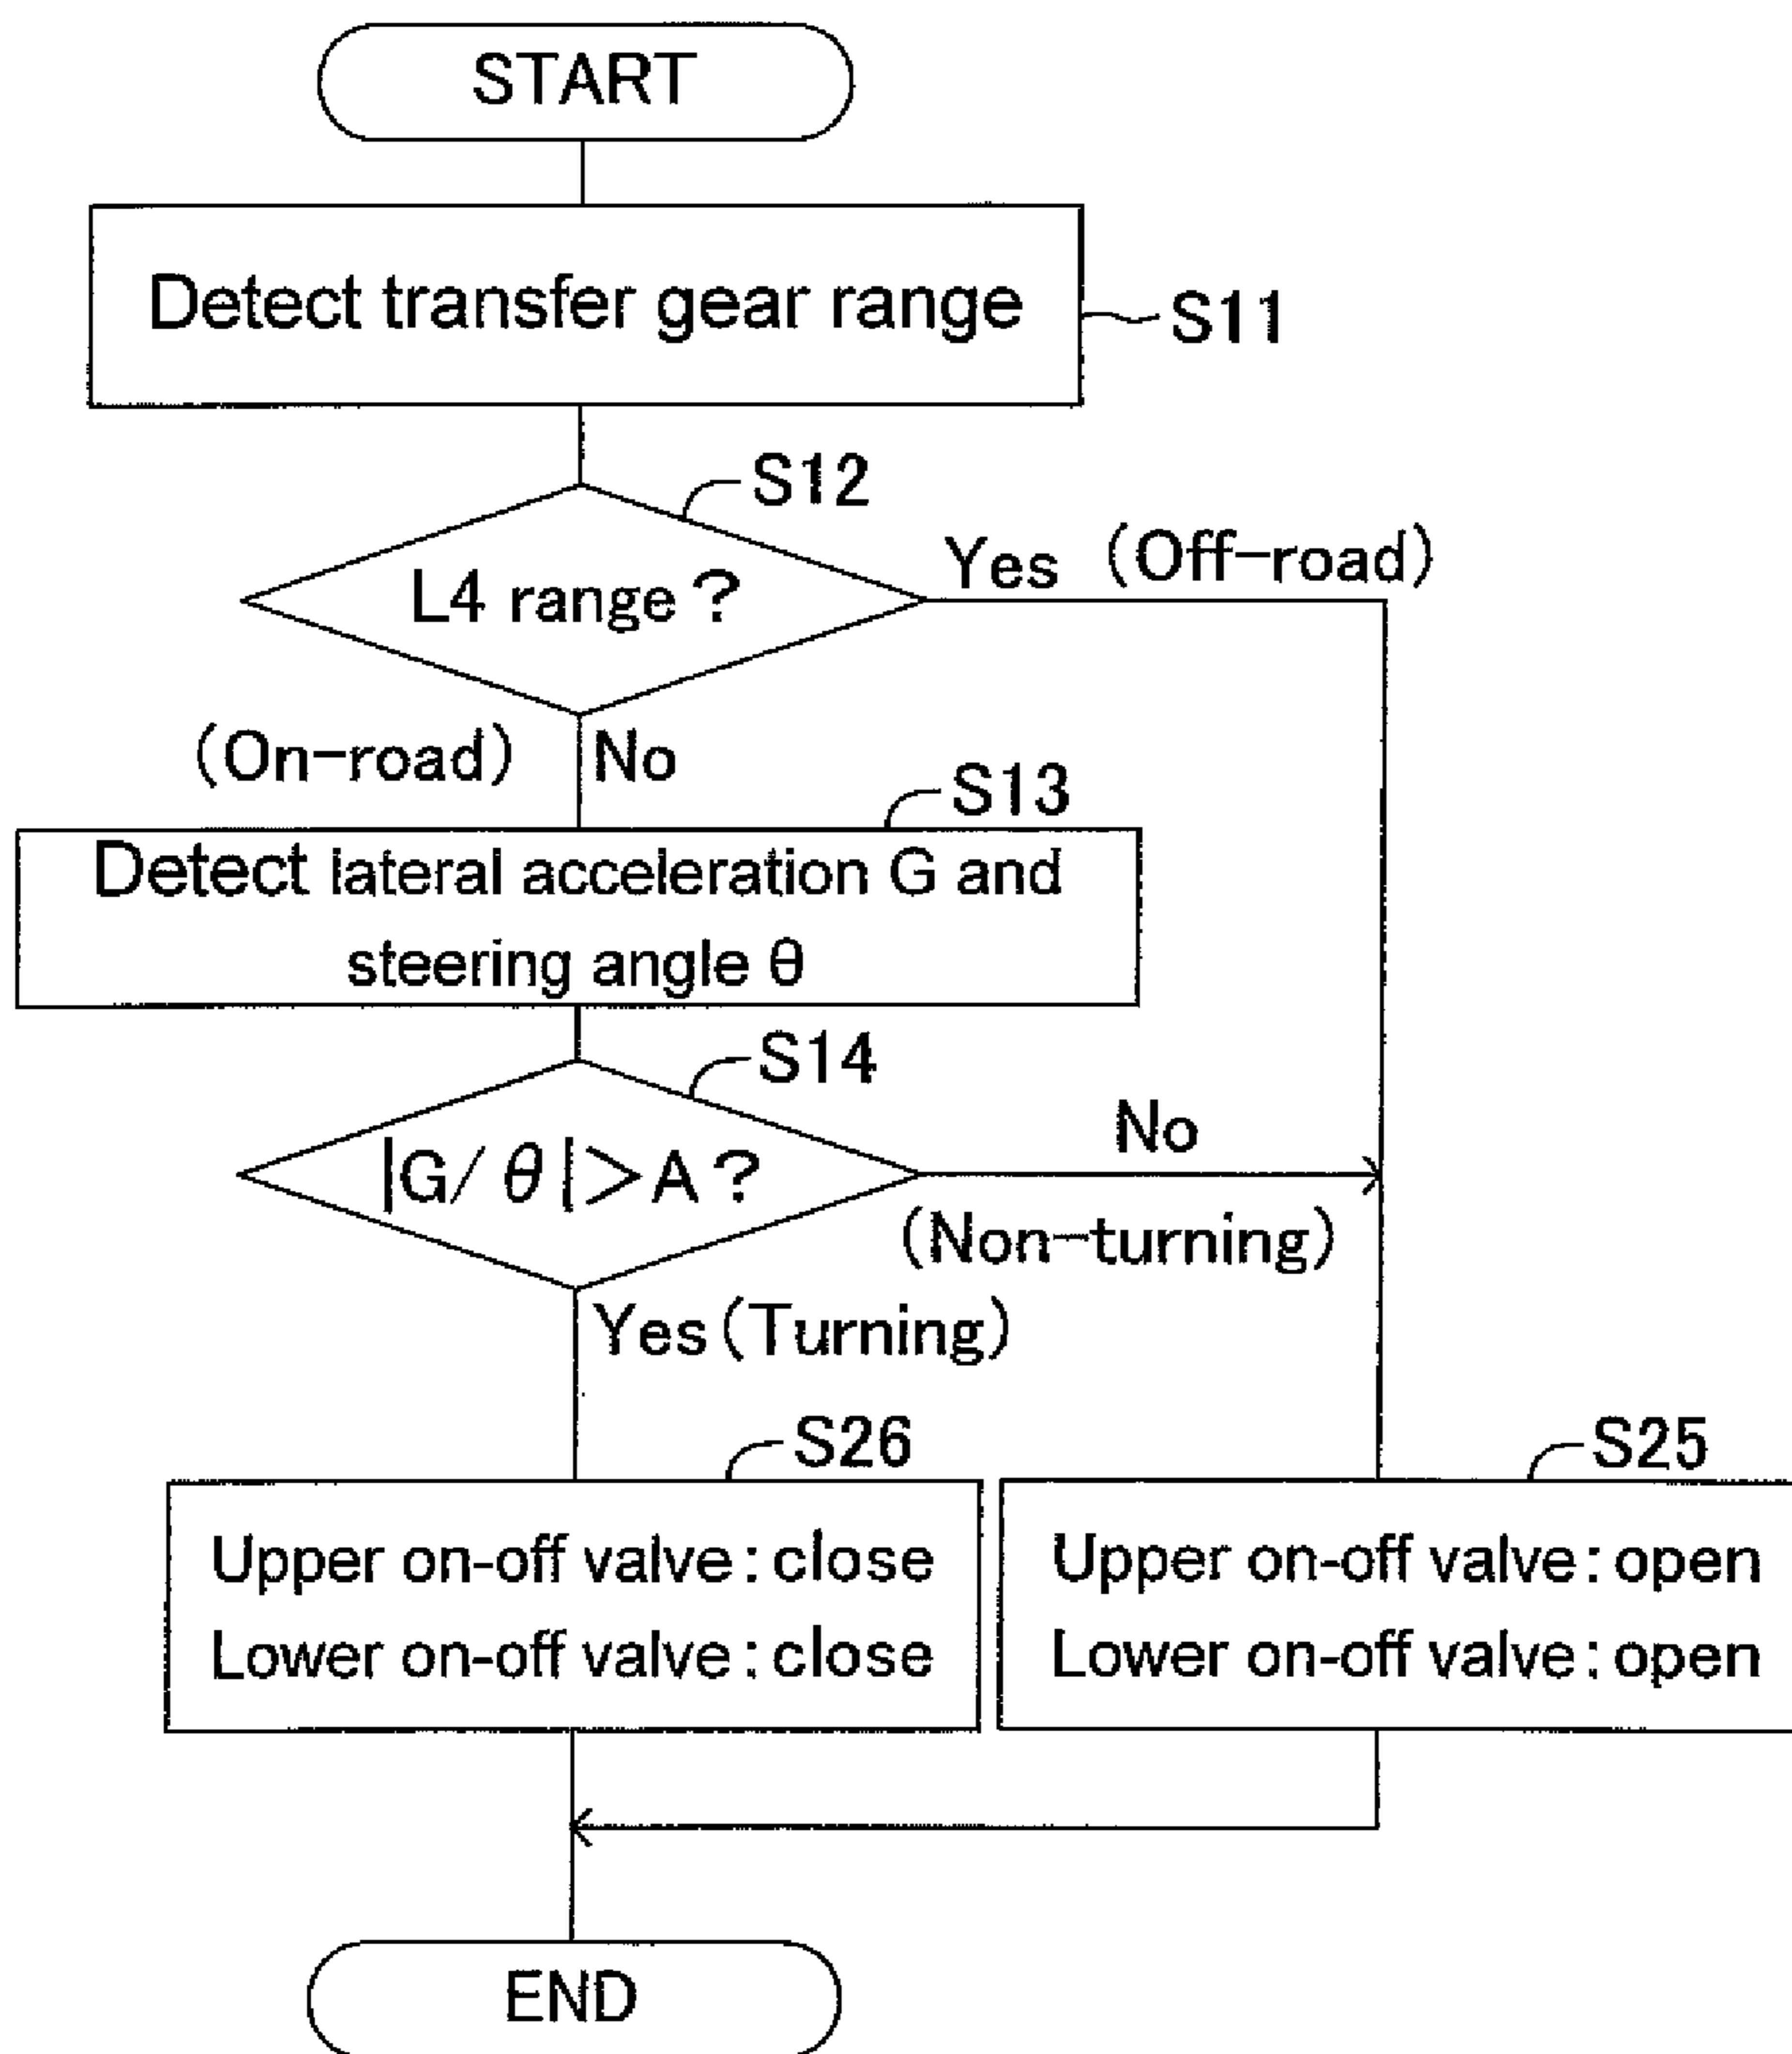 START
Detect transfer gear range
S11
S12
L4 range ?
Yes (Off-road)
(On-road) No
S13
Detect lateral acceleration G and
steering angle θ
S14
|G/ θ |>A ?
No
(Non-turning)
Yes (Turning)
S26
Upper on-off valve : close
Lower on-off valve : close
S25
Upper on-off valve : open
Lower on-off valve : open
END